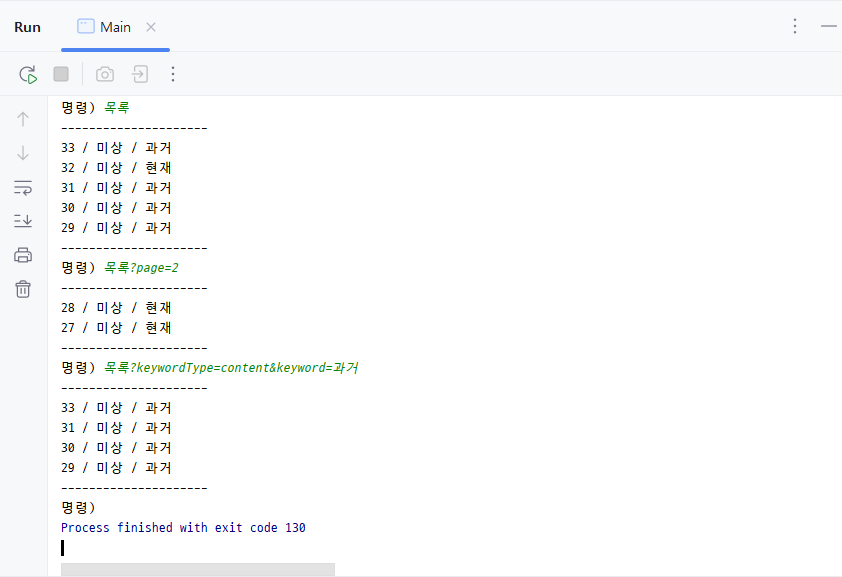 Run Main
명령) 목록
---------------------
33 / 미상 / 과거
32 / 미상 / 현재
31 / 미상 / 과거
30 / 미상 / 과거
29 / 미상 / 과거
---------------------
명령) 목록?page=2
---------------------
28 / 미상 / 현재
27 / 미상 / 현재
---------------------
명령) 목록?keywordType=content&keyword=과거
---------------------
33 / 미상 / 과거
31 / 미상 / 과거
30 / 미상 / 과거
29 / 미상 / 과거
---------------------
명령)
Process finished with exit code 130